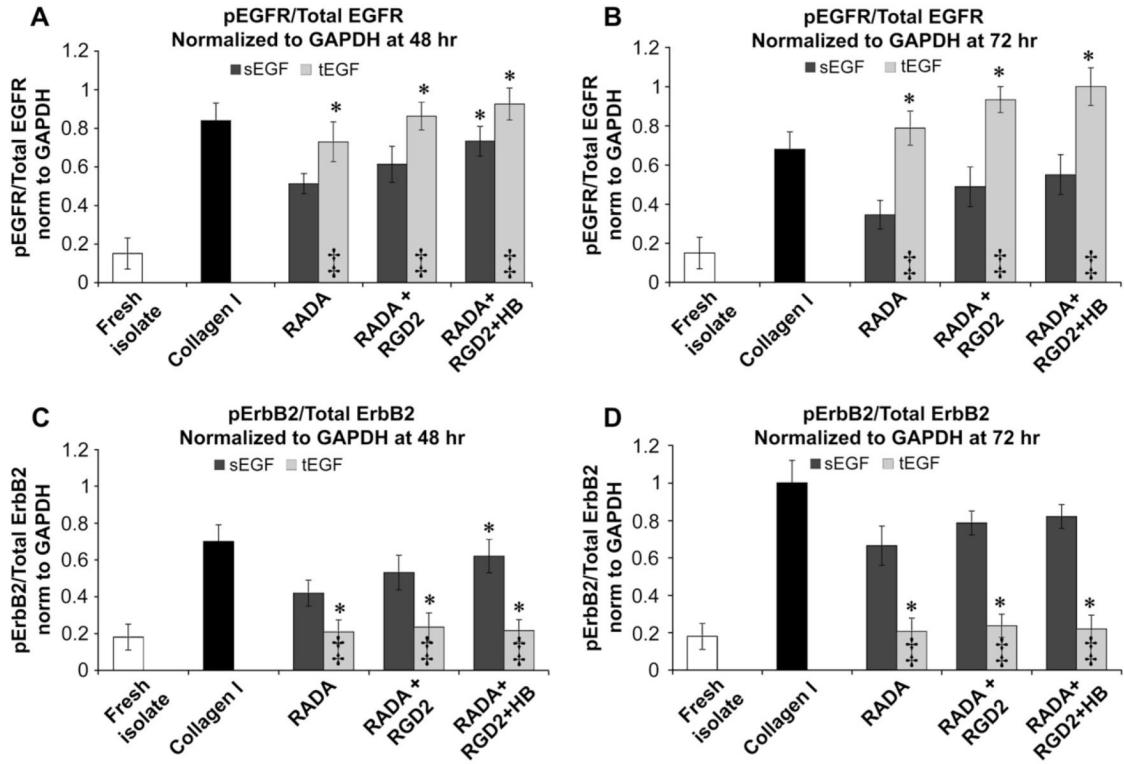 A
pEGFR/Total EGFR
Normalized to GAPDH at 48 hr
sEGF tEGF
pEGFR/Total EGFR
norm to GAPDH
1.2
1
0.8
0.6
0.4
0.2
0
* * * *
‡ ‡ ‡
Fresh
isolate
Collagen I
RADA
RADA +
RGD2
RADA+
RGD2+HB
B
pEGFR/Total EGFR
Normalized to GAPDH at 72 hr
sEGF tEGF
pEGFR/Total EGFR
norm to GAPDH
1.2
1
0.8
0.6
0.4
0.2
0
* * *
‡ ‡ ‡
Fresh
isolate
Collagen I
RADA
RADA +
RGD2
RADA+
RGD2+HB
C
pErbB2/Total ErbB2
Normalized to GAPDH at 48 hr
sEGF tEGF
pErbB2/Total ErbB2
norm to GAPDH
1.2
1
0.8
0.6
0.4
0.2
0
* * * *
‡ ‡ ‡
Fresh
isolate
Collagen I
RADA
RADA +
RGD2
RADA+
RGD2+HB
D
pErbB2/Total ErbB2
Normalized to GAPDH at 72 hr
sEGF tEGF
pErbB2/Total ErbB2
norm to GAPDH
1.2
1
0.8
0.6
0.4
0.2
0
* * *
‡ ‡ ‡
Fresh
isolate
Collagen I
RADA
RADA +
RGD2
RADA+
RGD2+HB